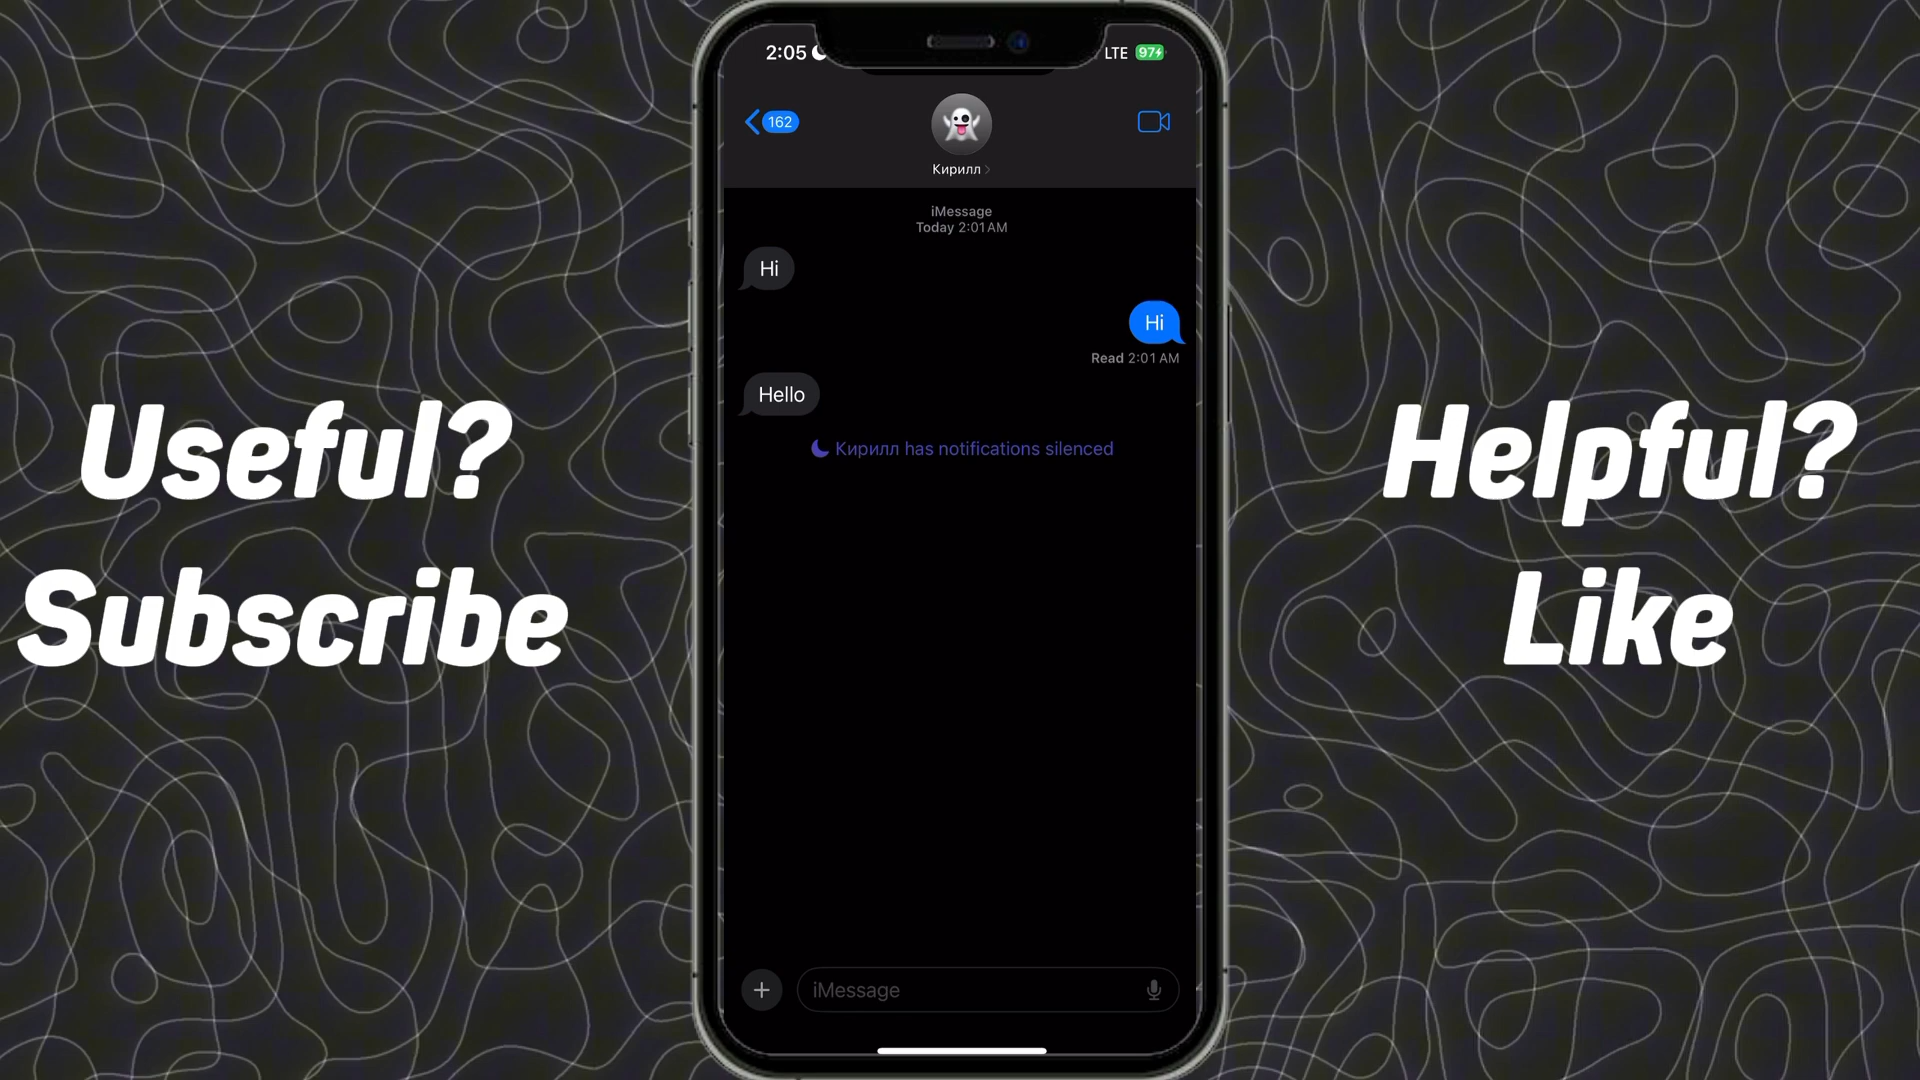 2:05
LTE 97
162
Кирилл
iMessage
Today 2:01 AM
Hi
Hi
Read 2:01 AM
Hello
Кирилл has notifications silenced
iMessage
Useful?
Subscribe
Helpful?
Like